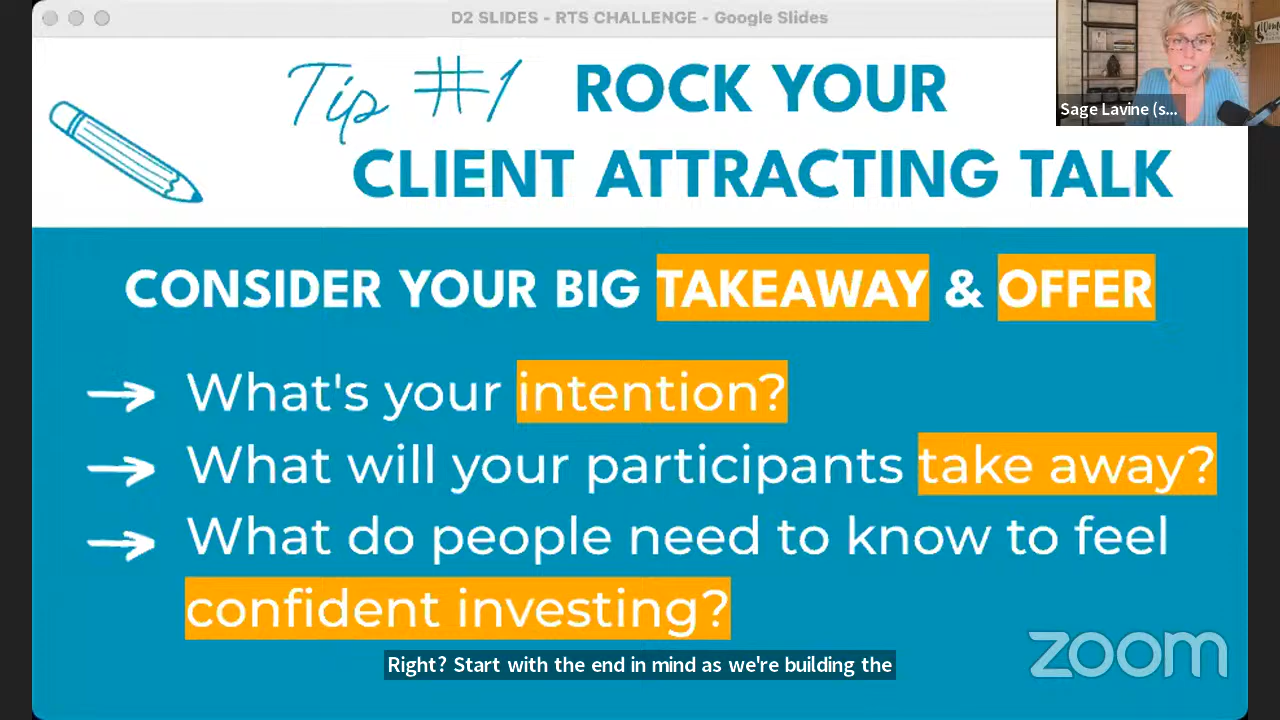 D2 SLIDES - RTS CHALLENGE - Google Slides
Tip #1 ROCK YOUR
CLIENT ATTRACTING TALK
Sage Lavine (s...
CONSIDER YOUR BIG TAKEAWAY & OFFER
What's your intention?
What will your participants take away?
What do people need to know to feel
confident investing?
Right? Start with the end in mind as we're building the
zoom